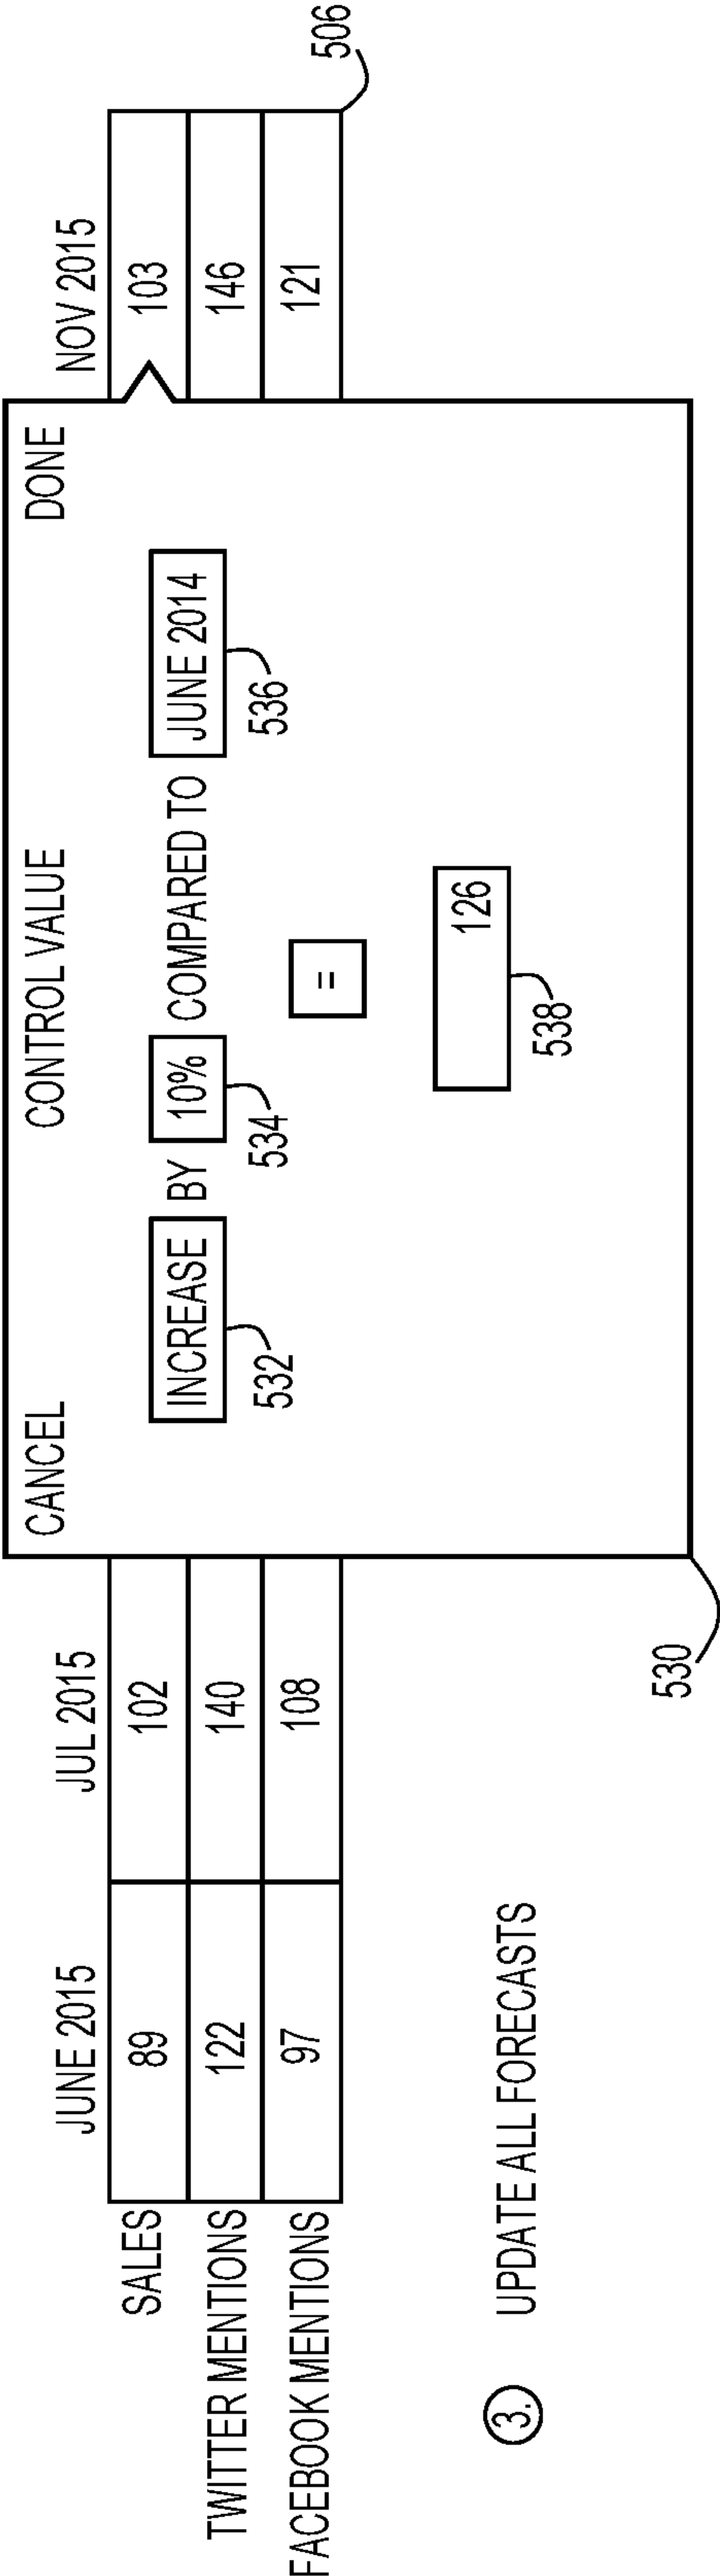 CANCEL CONTROL VALUE DONE
JUNE 2015 JUL 2015 NOV 2015
SALES 89 102 103
INCREASE BY 10% COMPARED TO JUNE 2014
TWITTER MENTIONS 122 140 146
532 534 536
FACEBOOK MENTIONS 97 108 = 121
506
126
3. UPDATE ALL FORECASTS
538
530